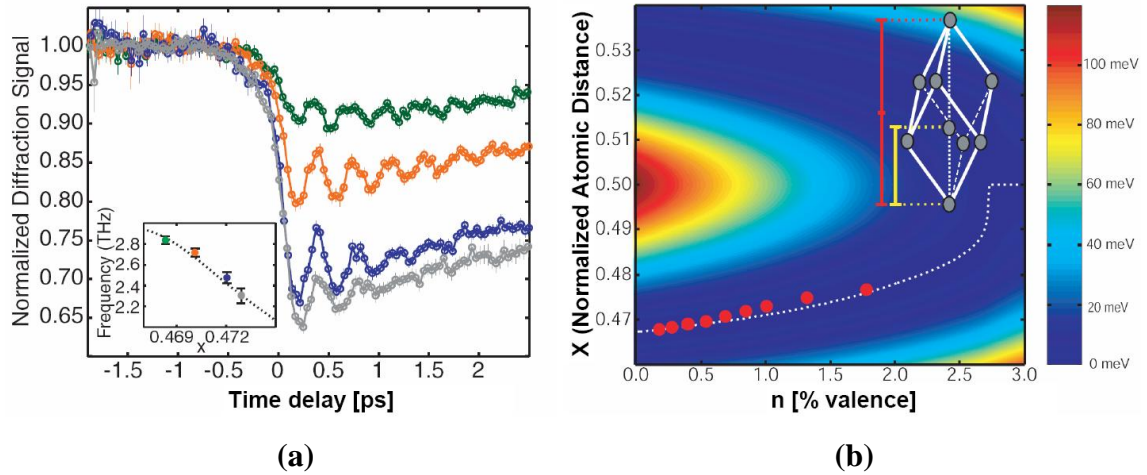 (a)
Normalized Diffraction Signal
1.00
0.95
0.90
0.85
0.80
0.75
0.70
0.65
-1.5
-1
-0.5
0
0.5
1
1.5
2
Time delay [ps]
Frequency (THz)
2.8
2.6
2.4
2.2
0.469
0.472
x
(b)
X (Normalized Atomic Distance)
0.53
0.52
0.51
0.50
0.49
0.48
0.47
0.0
0.5
1.0
1.5
2.0
2.5
3.0
n [% valence]
100 meV
80 meV
60 meV
40 meV
20 meV
0 meV
(a)
(b)